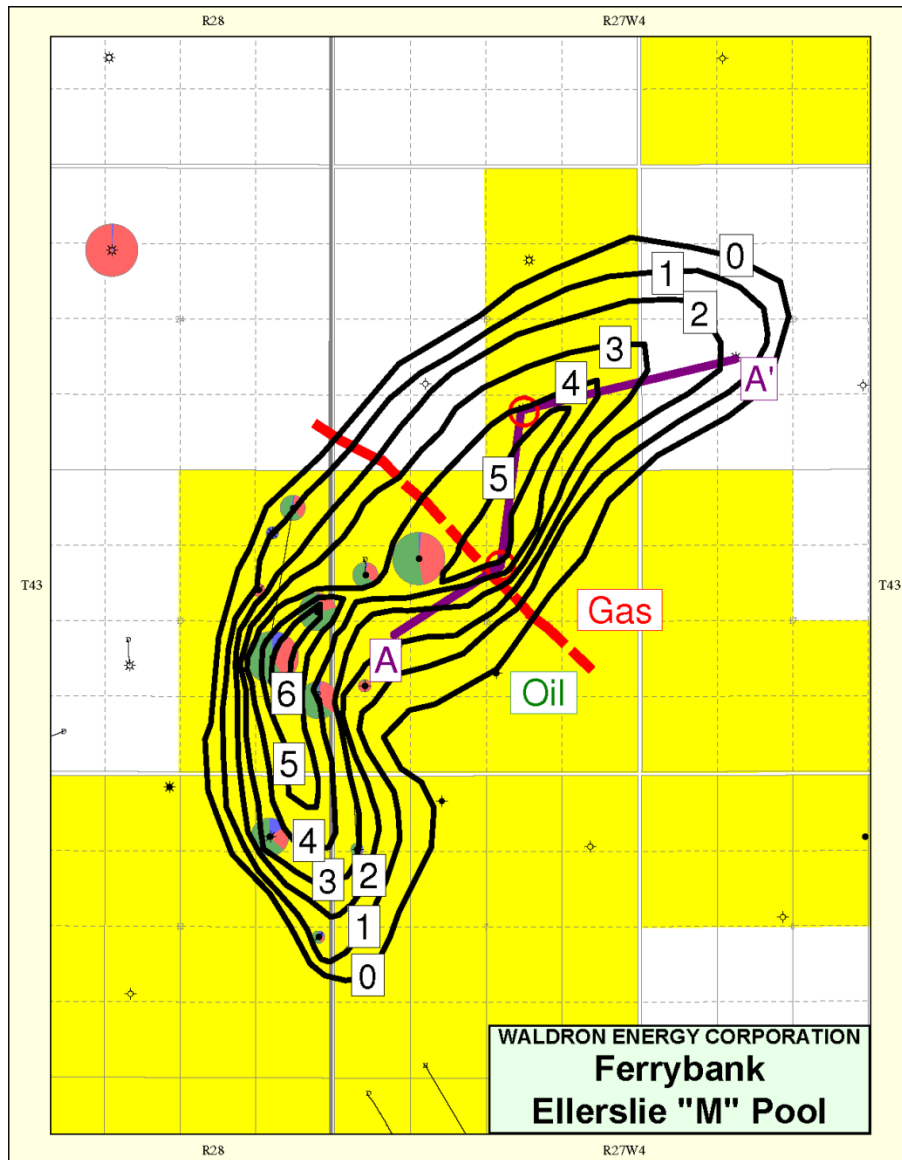 R28 R27W4
0
1
2
3
A'
4
5
T43 T43
Gas
A
Oil
6
5
4
3
2
1
0
WALDRON ENERGY CORPORATION
Ferrybank
Ellerslie "M" Pool
R28 R27W4